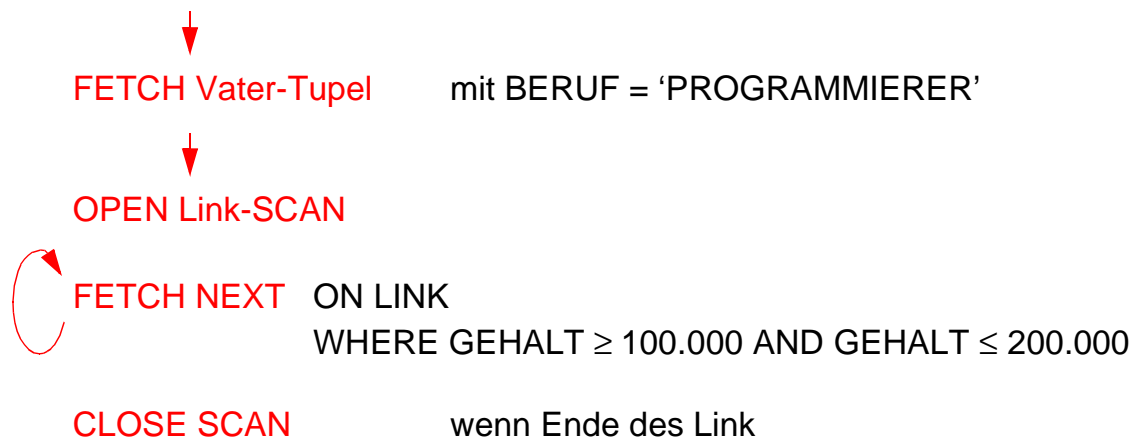 FETCH Vater-Tupel mit BERUF = ‘PROGRAMMIERER’
OPEN Link-SCAN
FETCH NEXT ON LINK
WHERE GEHALT ≥ 100.000 AND GEHALT ≤ 200.000
CLOSE SCAN wenn Ende des Link